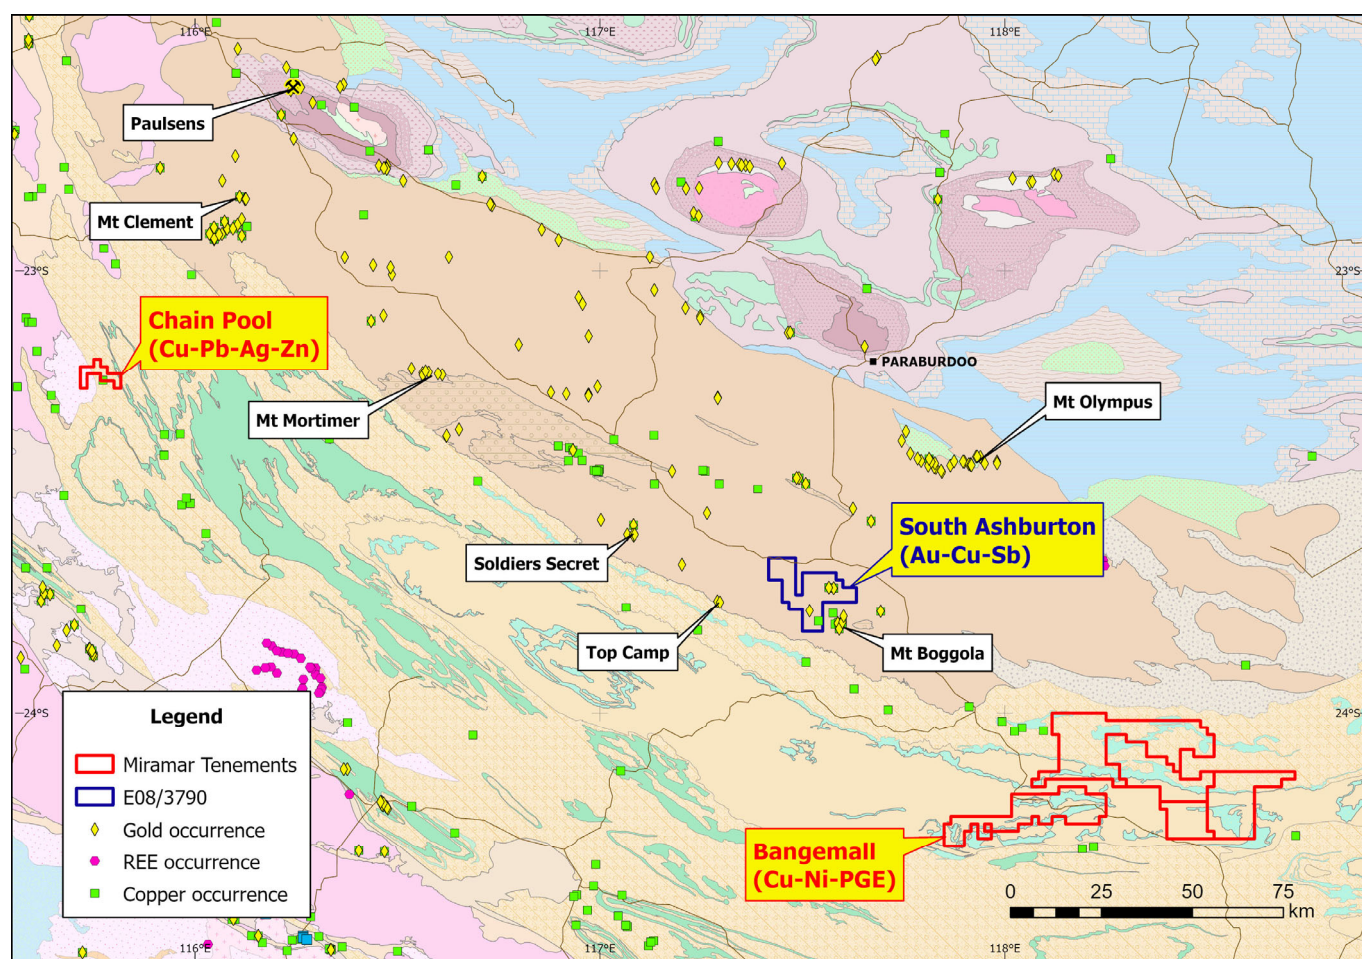 116°E
117°E
118°E
Paulsens
Mt Clement
23°S
23°S
Chain Pool
(Cu-Pb-Ag-Zn)
PARABURDOO
Mt Mortimer
Mt Olympus
South Ashburton
(Au-Cu-Sb)
Soldiers Secret
Top Camp
Mt Boggola
24°S
24°S
Legend
Miramar Tenements
E08/3790
Gold occurrence
REE occurrence
Copper occurrence
Bangemall
(Cu-Ni-PGE)
0 25 50 75
km
116°E
117°E
118°E